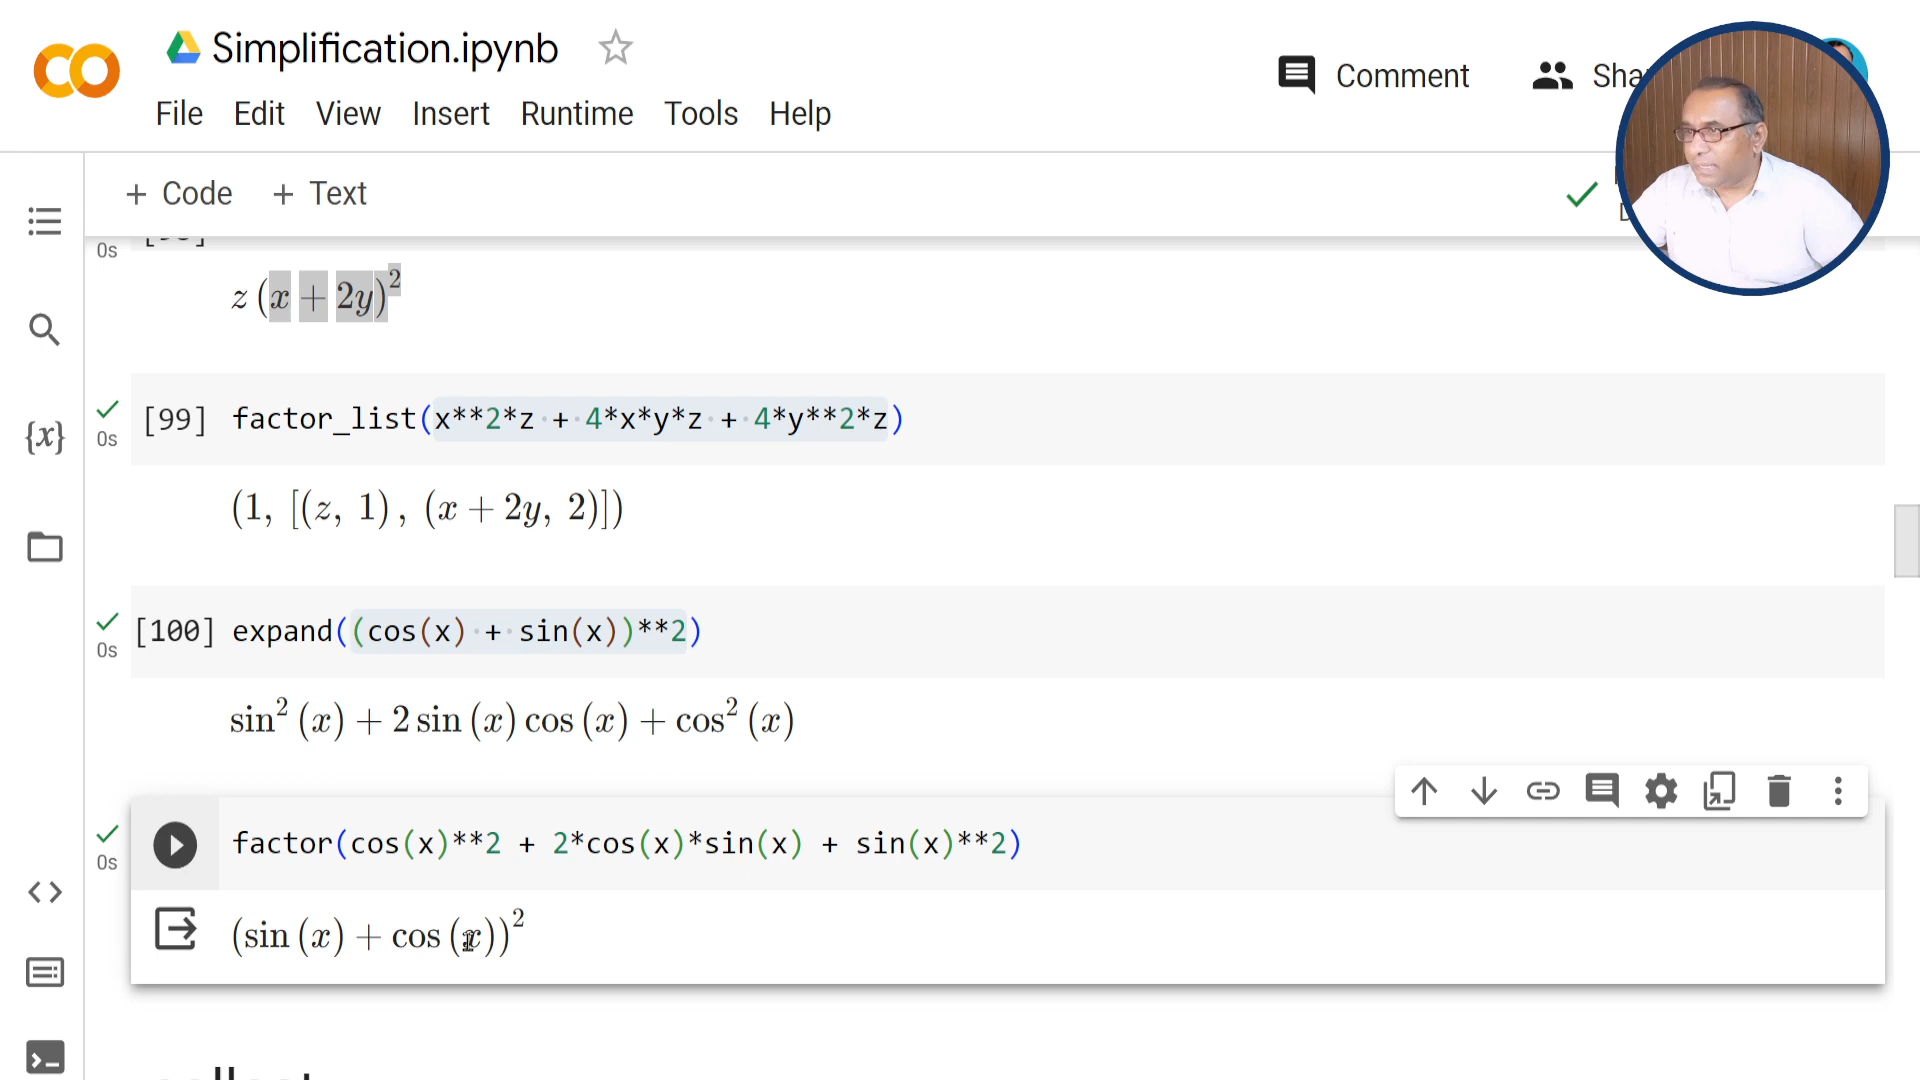 Simplification.ipynb
Comment
File Edit View Insert Runtime Tools Help
+ Code + Text
0s
z (x + 2y)²
[99] factor_list(x**2*z + 4*x*y*z + 4*y**2*z)
0s
(1, [(z, 1), (x + 2y, 2)])
[100] expand((cos(x) + sin(x))**2)
0s
sin² (x) + 2 sin (x) cos (x) + cos² (x)
factor(cos(x)**2 + 2*cos(x)*sin(x) + sin(x)**2)
0s
(sin (x) + cos (x))²